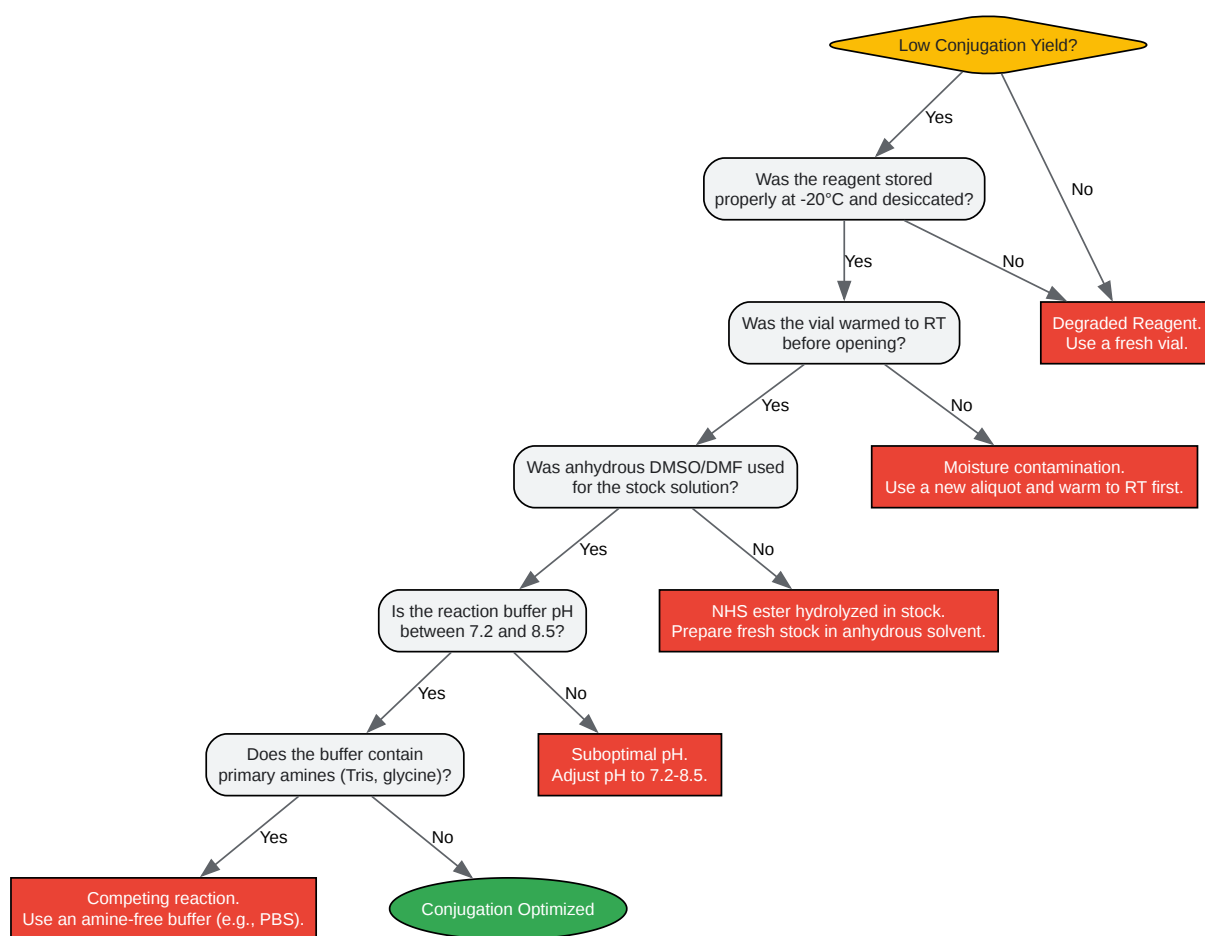 Low Conjugation Yield?
Yes
No
Was the reagent stored
properly at -20°C and desiccated?
Yes
No
Was the vial warmed to RT
before opening?
Degraded Reagent.
Use a fresh vial.
Yes
No
Was anhydrous DMSO/DMF used
for the stock solution?
Moisture contamination.
Use a new aliquot and warm to RT first.
Yes
No
Is the reaction buffer pH
between 7.2 and 8.5?
NHS ester hydrolyzed in stock.
Prepare fresh stock in anhydrous solvent.
Yes
No
Does the buffer contain
primary amines (Tris, glycine)?
Suboptimal pH.
Adjust pH to 7.2-8.5.
Yes
No
Competing reaction.
Use an amine-free buffer (e.g., PBS).
Conjugation Optimized